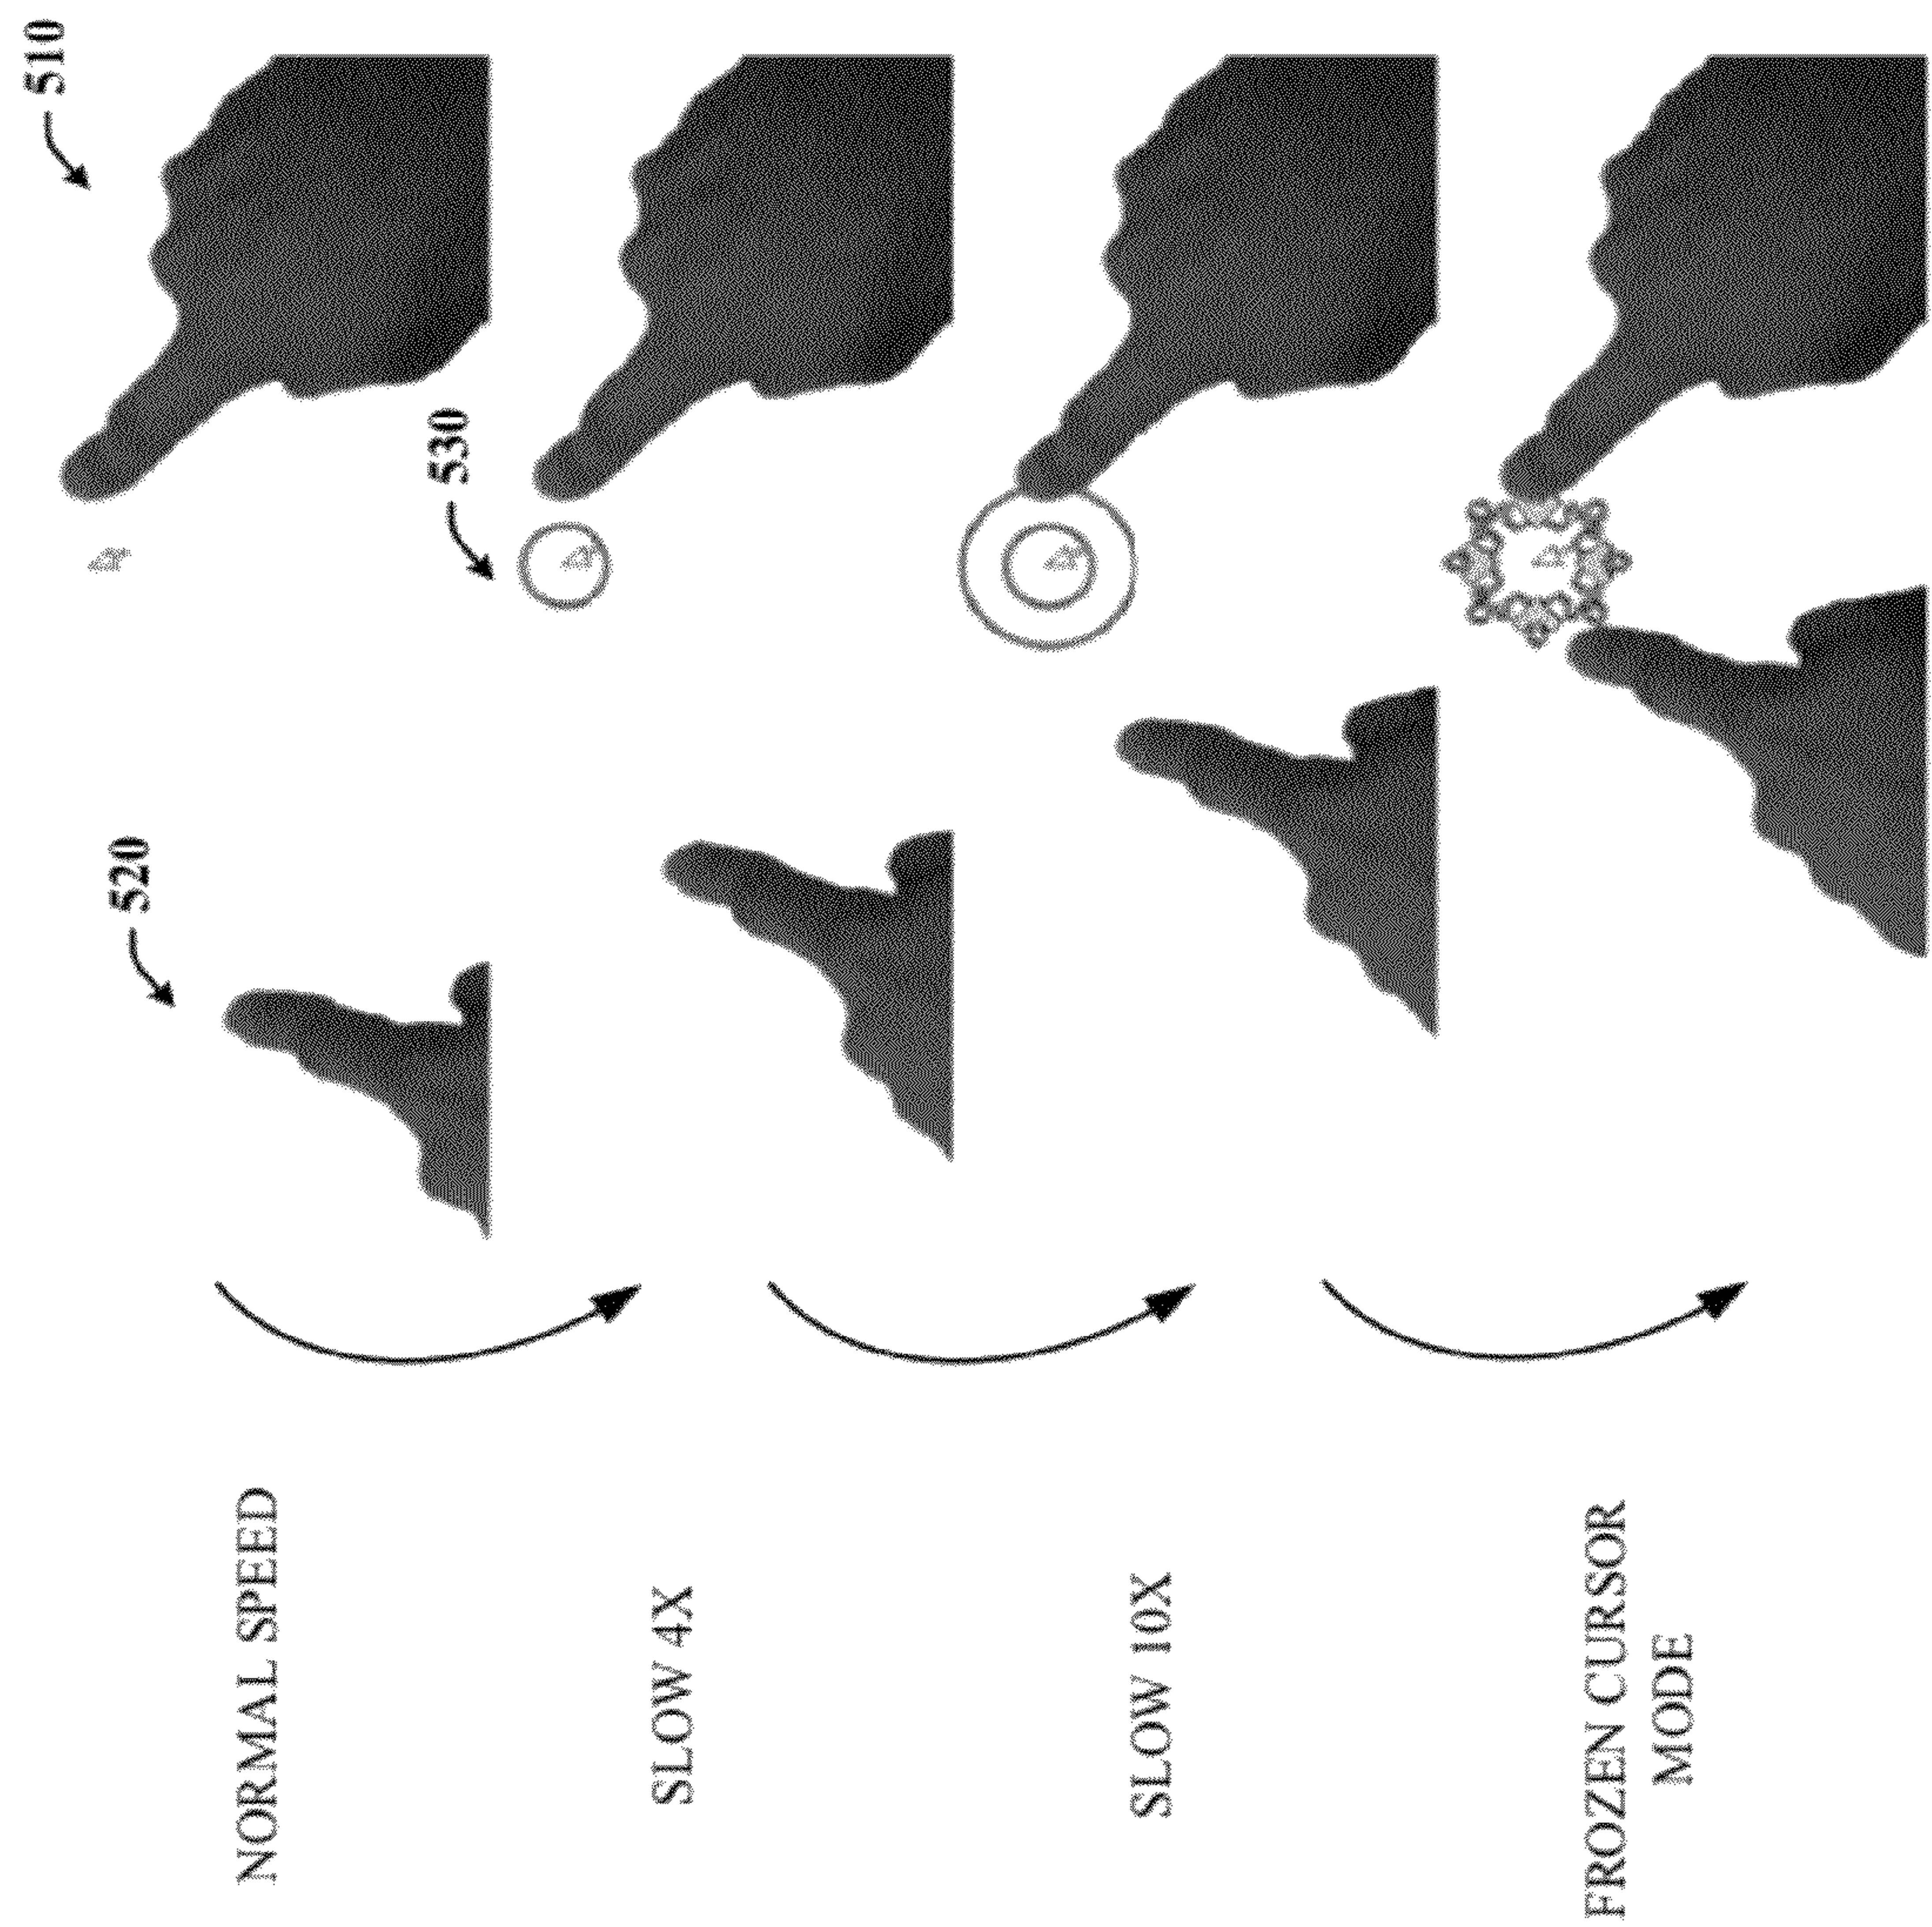 510
520
530
NORMAL SPEED
SLOW 4X
SLOW 10X
FROZEN CURSOR
MODE